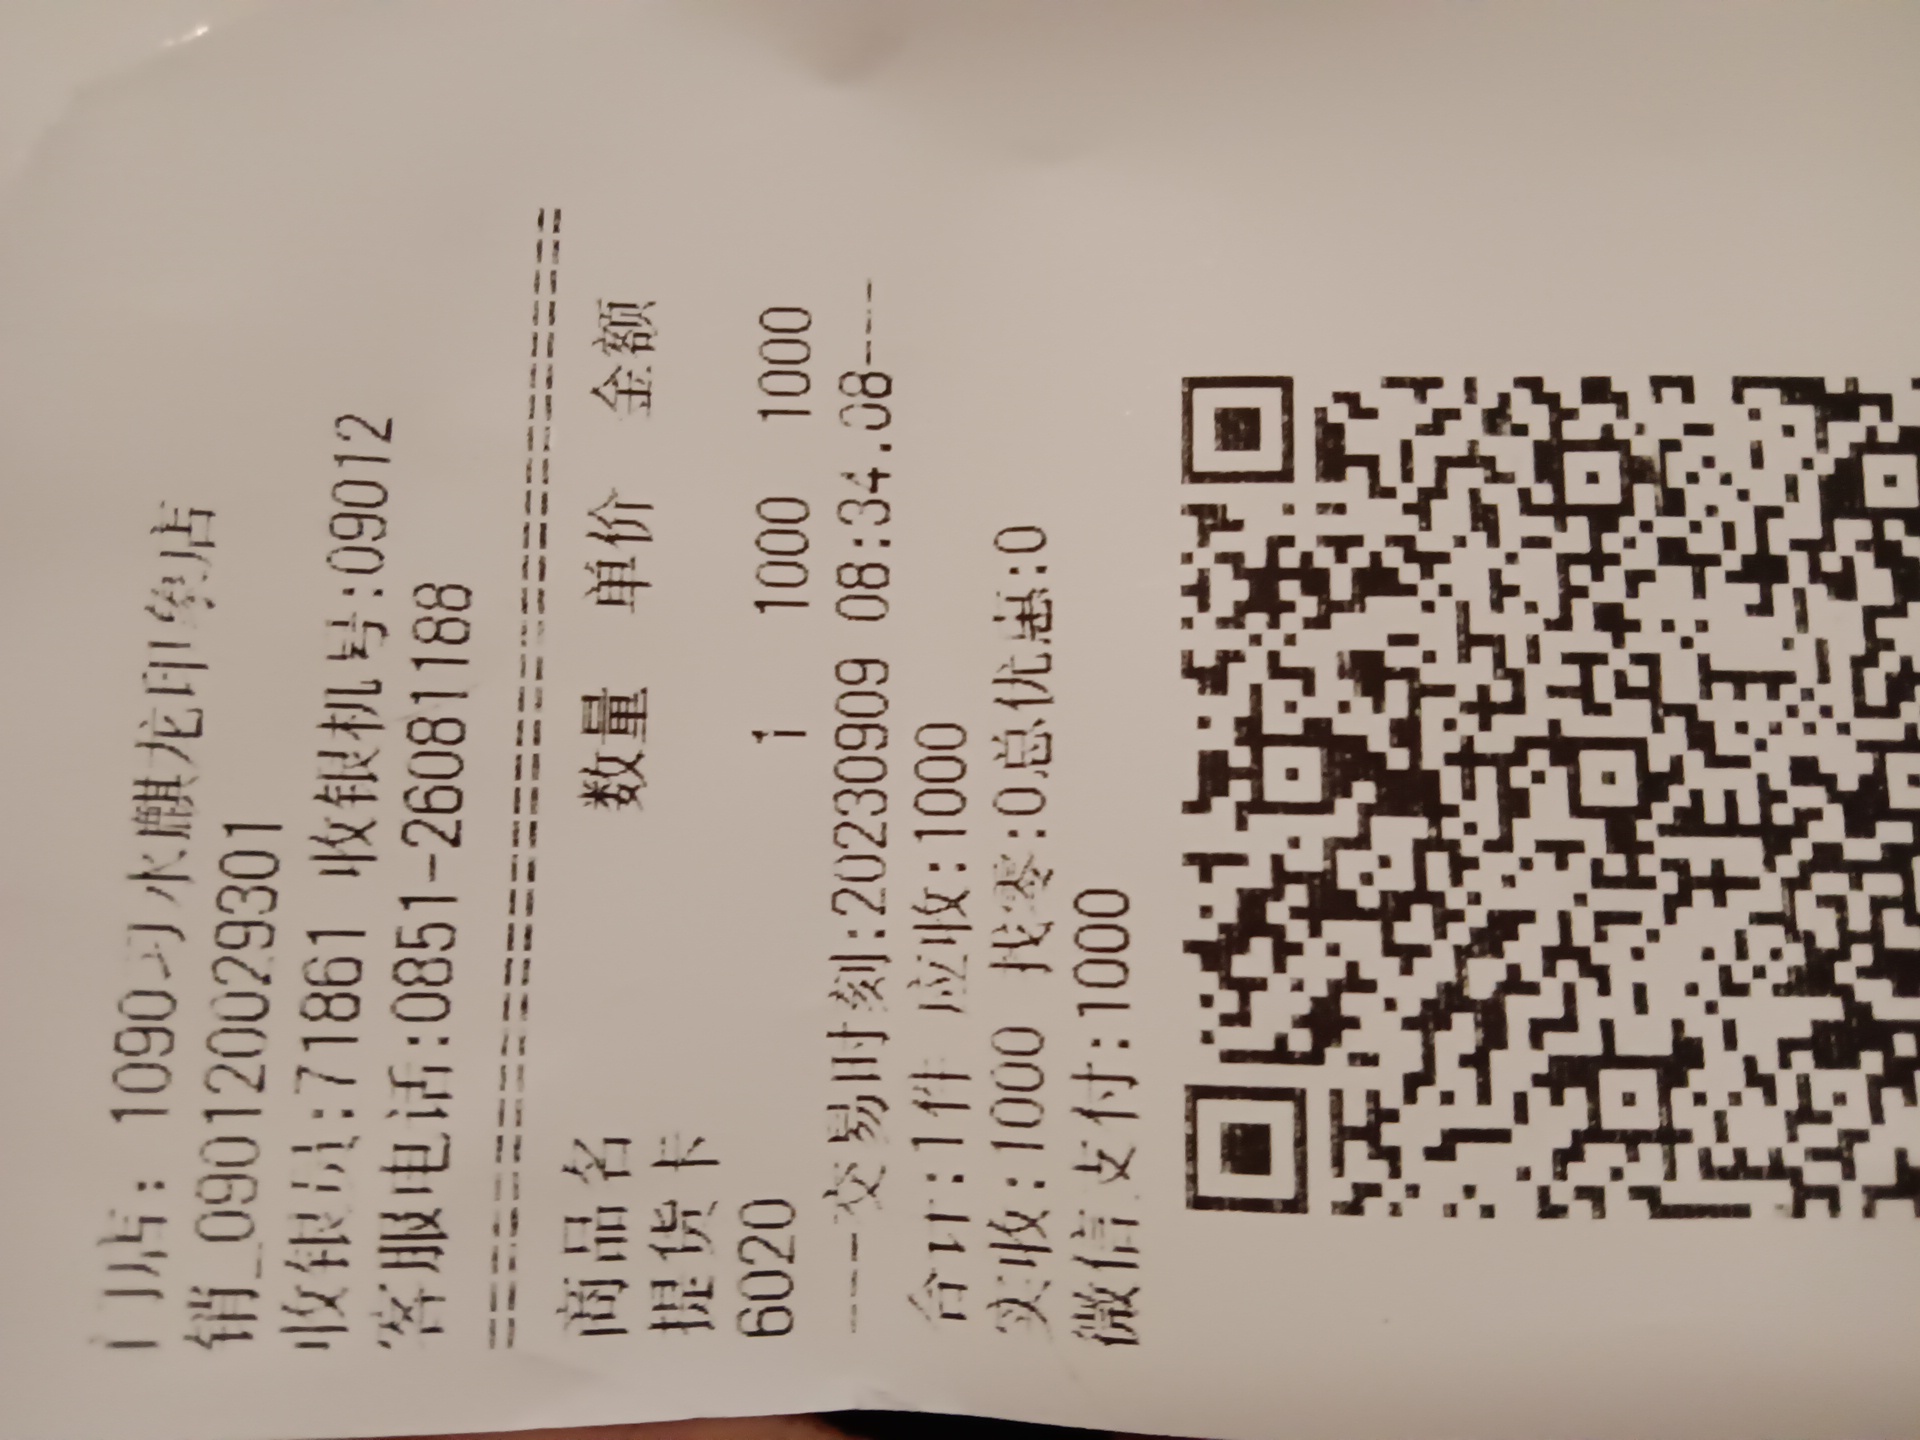 门店: 1090习水麒龙印象店
销_09012002９301
收银员:71861 收银机号:09012
客服电话:0851-26081188
================================
商品名 数量 单价 金额
提货卡
6020 1 1000 1000
----交易时刻:20230909 08:34.08----
合计:1件 应收:1000
实收:1000 找零:0总优惠:0
微信支付:1000